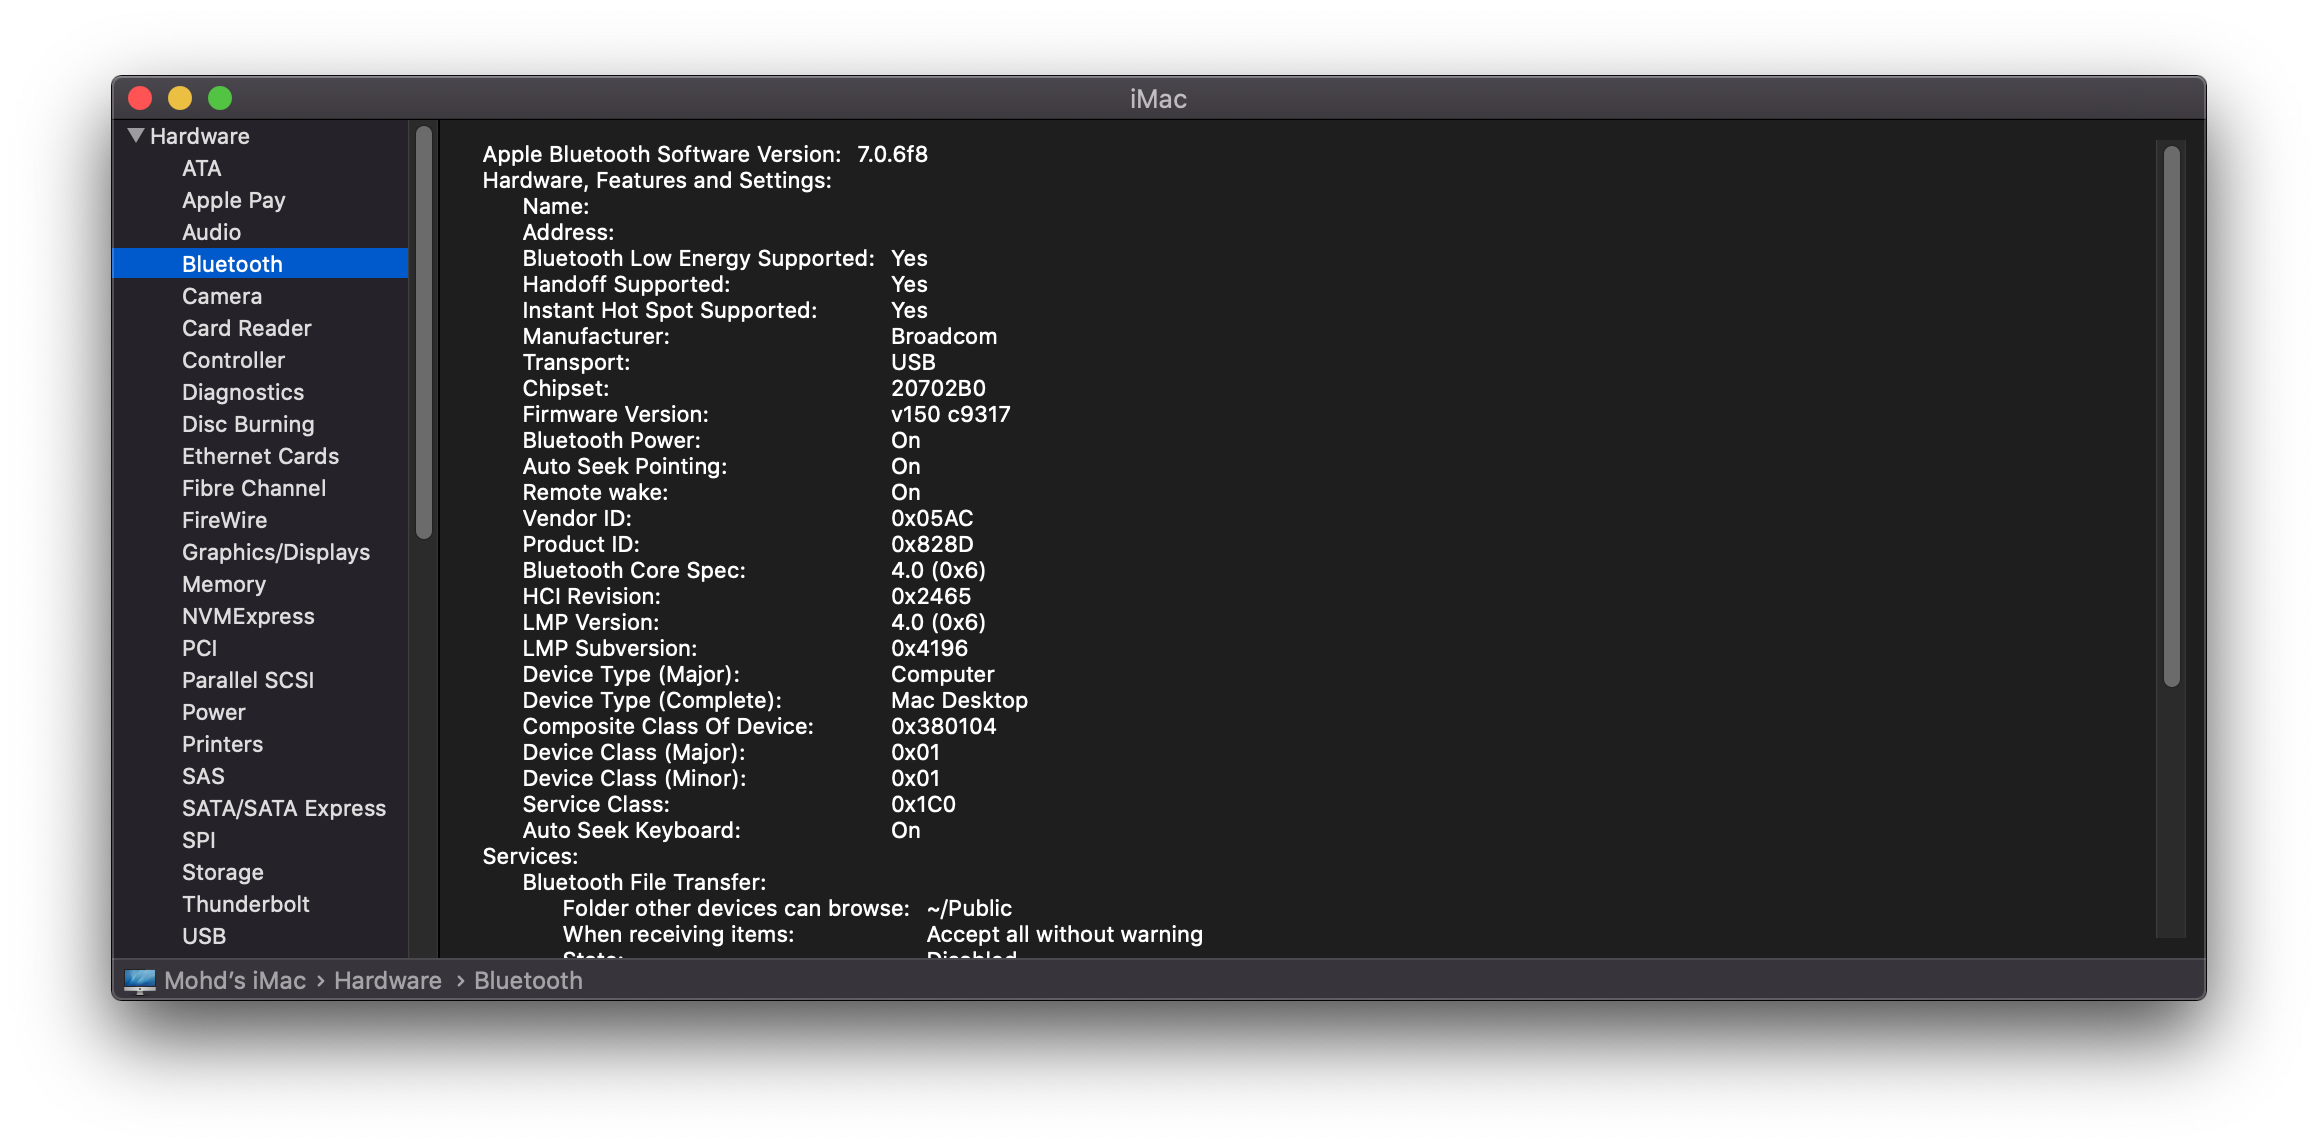 iMac
Hardware
ATA
Apple Pay
Audio
Bluetooth
Camera
Card Reader
Controller
Diagnostics
Disc Burning
Ethernet Cards
Fibre Channel
FireWire
Graphics/Displays
Memory
NVMExpress
PCI
Parallel SCSI
Power
Printers
SAS
SATA/SATA Express
SPI
Storage
Thunderbolt
USB
Apple Bluetooth Software Version: 7.0.6f8
Hardware, Features and Settings:
Name:
Address:
Bluetooth Low Energy Supported: Yes
Handoff Supported: Yes
Instant Hot Spot Supported: Yes
Manufacturer: Broadcom
Transport: USB
Chipset: 20702B0
Firmware Version: v150 c9317
Bluetooth Power: On
Auto Seek Pointing: On
Remote wake: On
Vendor ID: 0x05AC
Product ID: 0x828D
Bluetooth Core Spec: 4.0 (0x6)
HCI Revision: 0x2465
LMP Version: 4.0 (0x6)
LMP Subversion: 0x4196
Device Type (Major): Computer
Device Type (Complete): Mac Desktop
Composite Class Of Device: 0x380104
Device Class (Major): 0x01
Device Class (Minor): 0x01
Service Class: 0x1C0
Auto Seek Keyboard: On
Services:
Bluetooth File Transfer:
Folder other devices can browse: ~/Public
When receiving items: Accept all without warning
State: Disabled
Mohd’s iMac › Hardware › Bluetooth